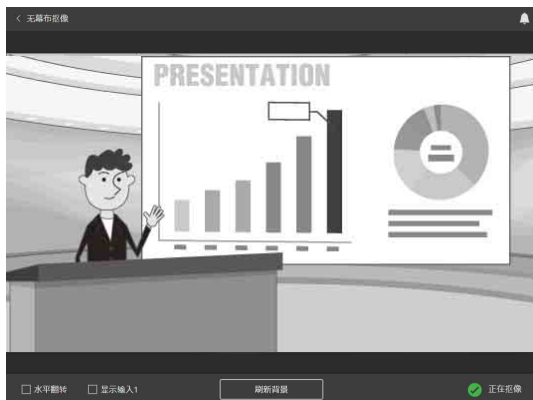 < 无幕布抠像
PRESENTATION
水平翻转
显示输入1
刷新背景
正在抠像